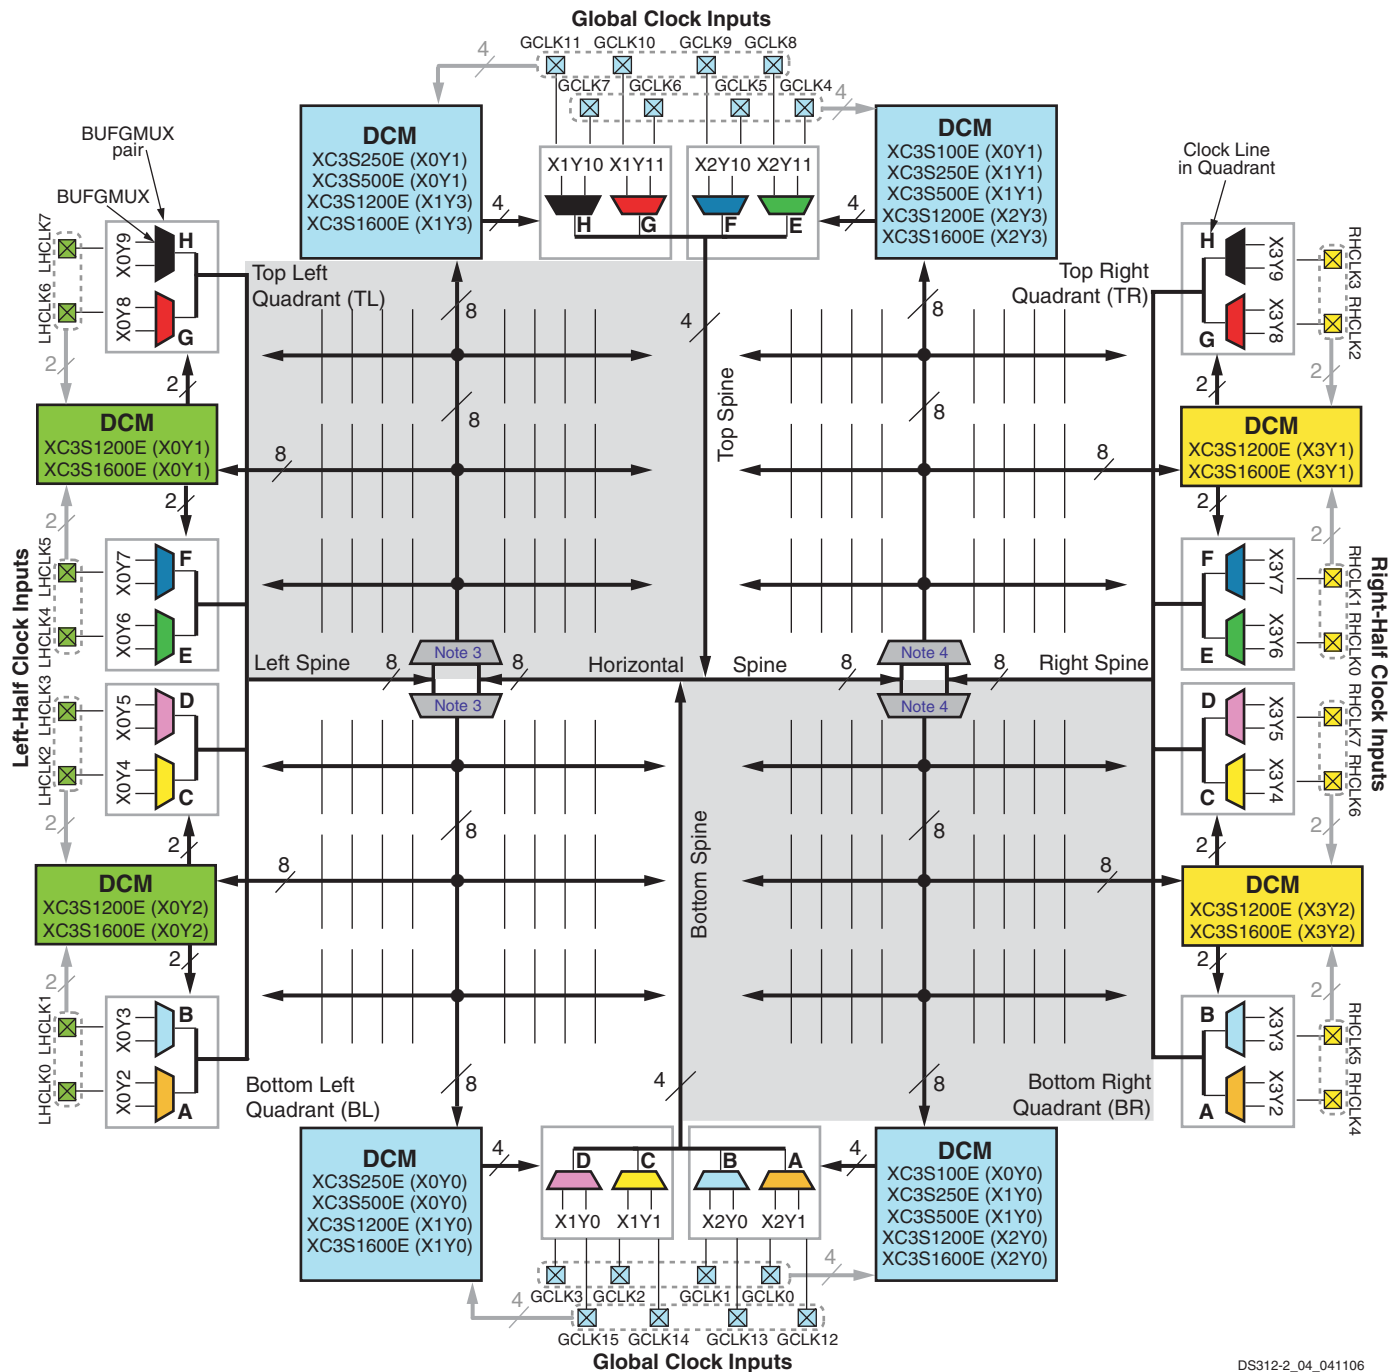 Global Clock Inputs
GCLK11 GCLK10 GCLK9 GCLK8
4
GCLK7 GCLK6 GCLK5 GCLK4
4
DCM
XC3S250E (X0Y1)
XC3S500E (X0Y1)
XC3S1200E (X1Y3)
XC3S1600E (X1Y3)
4
X1Y10 X1Y11
H G
X2Y10 X2Y11
F E
4
DCM
XC3S100E (X0Y1)
XC3S250E (X1Y1)
XC3S500E (X1Y1)
XC3S1200E (X2Y3)
XC3S1600E (X2Y3)
BUFGMUX
pair
BUFGMUX
Clock Line
in Quadrant
LHCLK7
LHCLK6
X0Y9
H
X0Y8
G
2
2
Top Left
Quadrant (TL)
8
8
4
Top Spine
Top Right
Quadrant (TR)
8
8
H
X3Y9
G
X3Y8
RHCLK3
RHCLK2
2
2
DCM
XC3S1200E (X0Y1)
XC3S1600E (X0Y1)
8
8
DCM
XC3S1200E (X3Y1)
XC3S1600E (X3Y1)
2
2
2
2
Left-Half Clock Inputs
LHCLK5
LHCLK4
X0Y7
F
X0Y6
E
F
X3Y7
E
X3Y6
RHCLK1
RHCLK0
Right-Half Clock Inputs
Left Spine
8
Note 3
Note 3
8
Horizontal Spine
8
Note 4
Note 4
8
Right Spine
LHCLK3
LHCLK2
X0Y5
D
X0Y4
C
D
X3Y5
C
X3Y4
RHCLK7
RHCLK6
2
2
8
Bottom Spine
8
2
2
DCM
XC3S1200E (X0Y2)
XC3S1600E (X0Y2)
8
8
DCM
XC3S1200E (X3Y2)
XC3S1600E (X3Y2)
2
2
2
2
LHCLK1
LHCLK0
X0Y3
B
X0Y2
A
B
X3Y3
A
X3Y2
RHCLK5
RHCLK4
Bottom Left
Quadrant (BL)
8
4
8
Bottom Right
Quadrant (BR)
DCM
XC3S250E (X0Y0)
XC3S500E (X0Y0)
XC3S1200E (X1Y0)
XC3S1600E (X1Y0)
4
D C
X1Y0 X1Y1
B A
X2Y0 X2Y1
4
DCM
XC3S100E (X0Y0)
XC3S250E (X1Y0)
XC3S500E (X1Y0)
XC3S1200E (X2Y0)
XC3S1600E (X2Y0)
4
GCLK3 GCLK2 GCLK1 GCLK0
4
GCLK15 GCLK14 GCLK13 GCLK12
Global Clock Inputs
DS312-2_04_041106